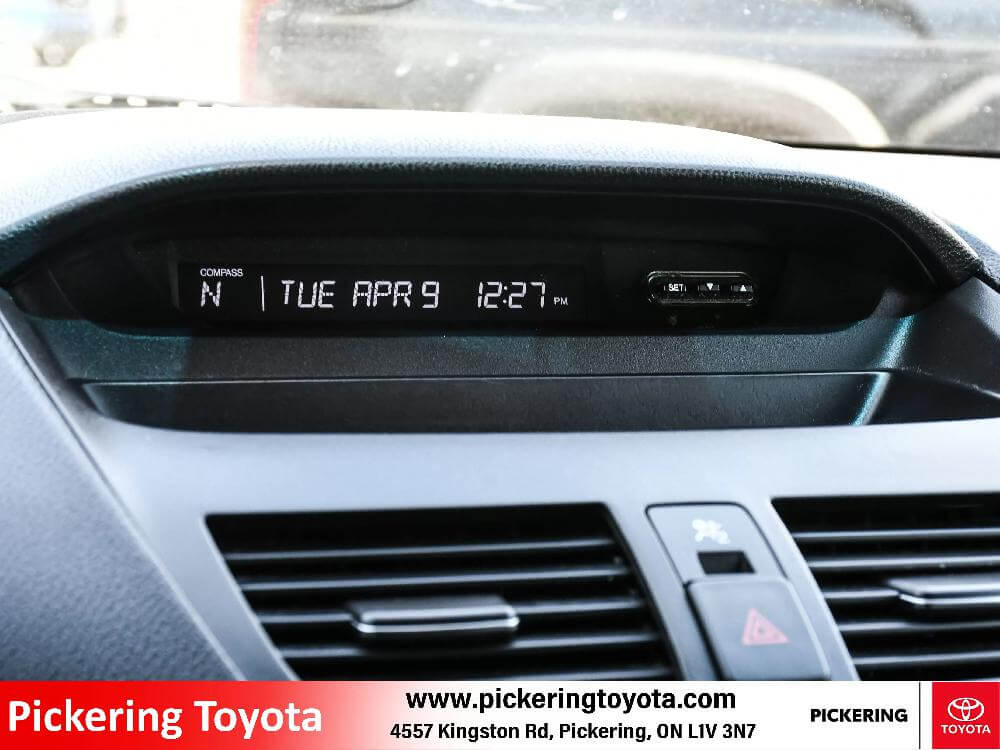 COMPASS
N | TUE APR 9 12:27 PM
SET ▼ ▲
Pickering Toyota
www.pickeringtoyota.com
4557 Kingston Rd, Pickering, ON L1V 3N7
PICKERING
TOYOTA